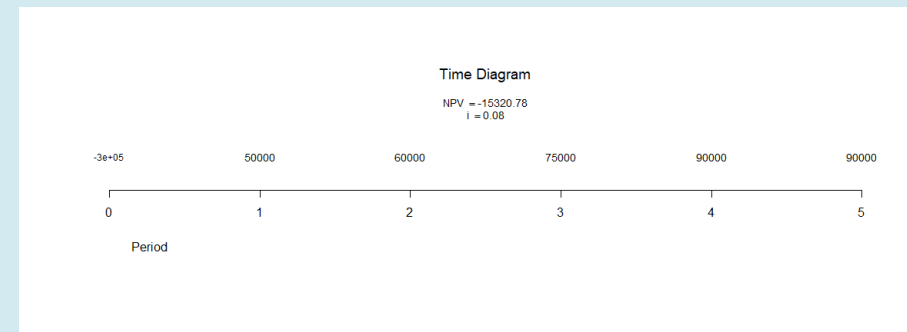 Time Diagram
NPV = -15320.78
i = 0.08
-3e+05 50000 60000 75000 90000 90000
0 1 2 3 4 5
Period